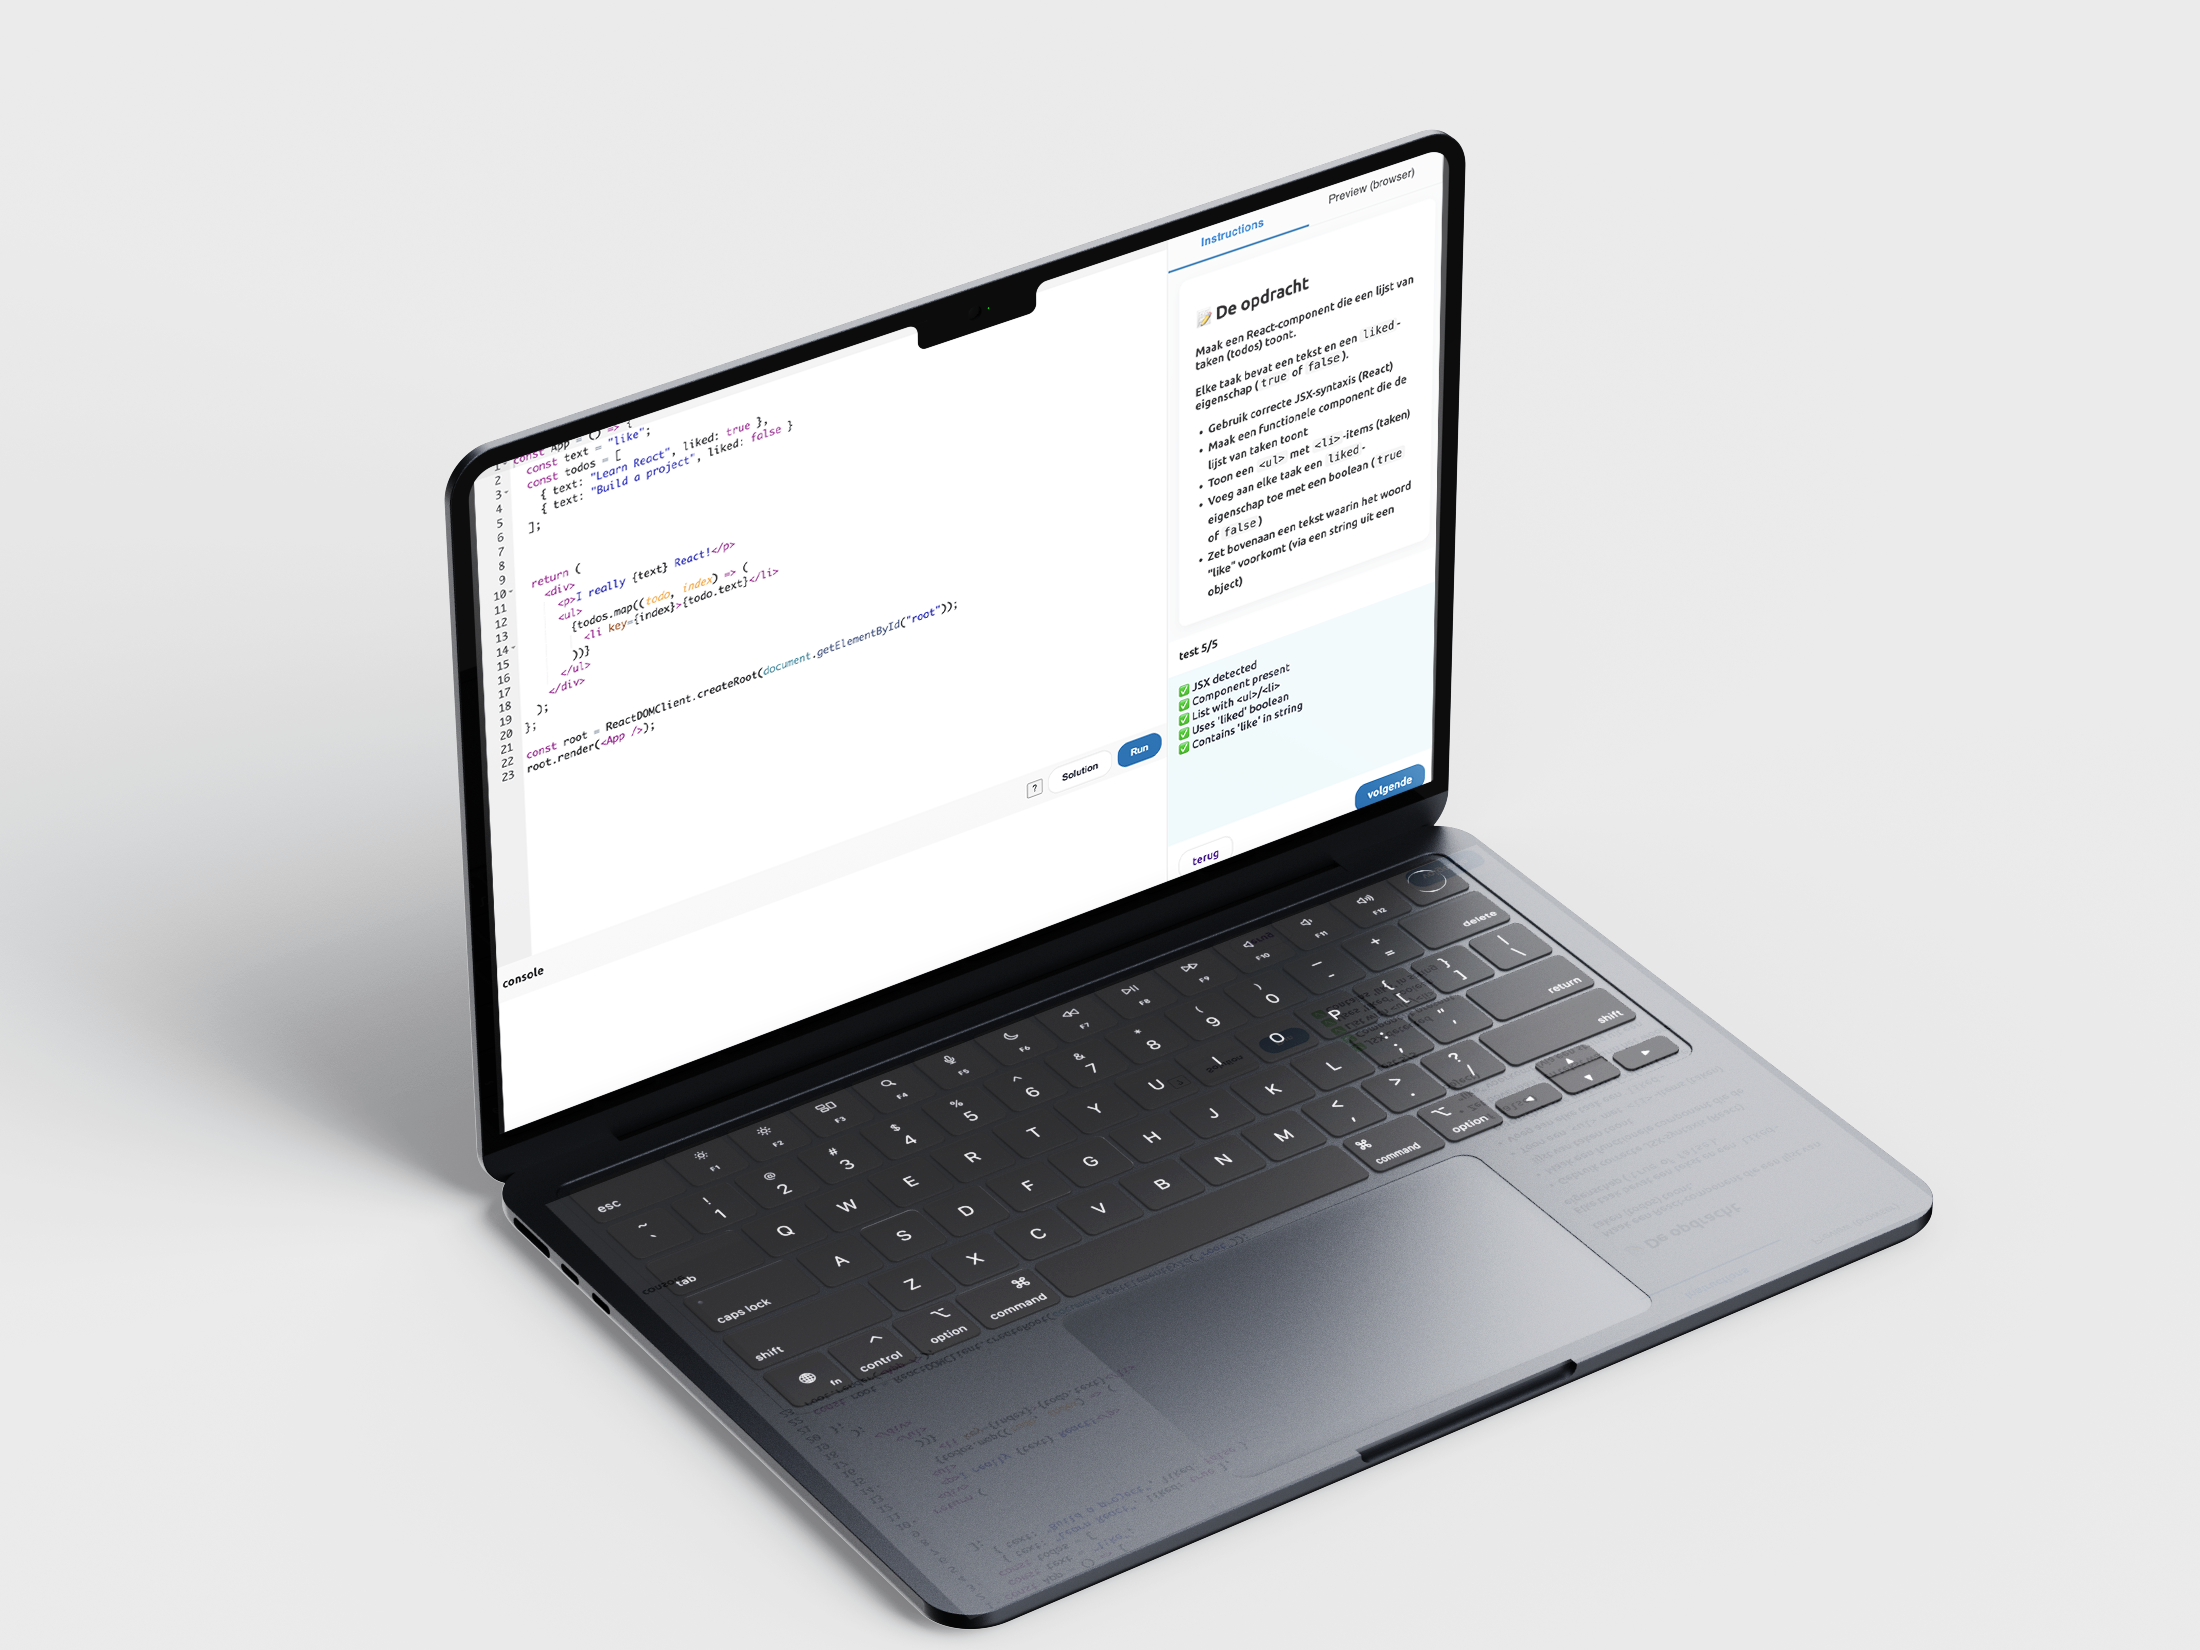 Instructions
Preview (browser)
1 const App = () => {
2 const text = "like";
3 const todos = [
4 { text: "Learn React", liked: true },
5 { text: "Build a project", liked: false }
6 ];
7
8
9 return (
10 <div>
11 <p>I really {text} React!</p>
12 <ul>
13 {todos.map((todo, index) => (
14 <li key={index}>{todo.text}</li>
15 ))}
16 </ul>
17 </div>
18 );
19 };
20
21 const root = ReactDOMClient.createRoot(document.getElementById("root"));
22 root.render(<App />);
23
? Solution Run
console
📝 De opdracht
Maak een React-component die een lijst van
taken (todos) toont.
Elke taak bevat een tekst en een liked-
eigenschap (true of false).
• Gebruik correcte JSX-syntaxis (React)
• Maak een functionele component die de
lijst van taken toont
• Toon een <ul> met <li>-items (taken)
• Voeg aan elke taak een liked-
eigenschap toe met een boolean (true
of false)
• Zet bovenaan een tekst waarin het woord
"like" voorkomt (via een string uit een
object)
test 5/5
✅ JSX detected
✅ Component present
✅ List with <ul>/<li>
✅ Uses 'liked' boolean
✅ Contains 'like' in string
terug
volgende
esc F1 F2 F3 F4 F5 F6 F7 F8 F9 F10 F11 F12
~ ` ! 1 @ 2 # 3 $ 4 % 5 ^ 6 & 7 * 8 ( 9 ) 0 — - + = delete
tab Q W E R T Y U I O P { [ } ] | \
caps lock A S D F G H J K L : ; " ' return
shift Z X C V B N M < , > . ? / shift
fn control option command command option